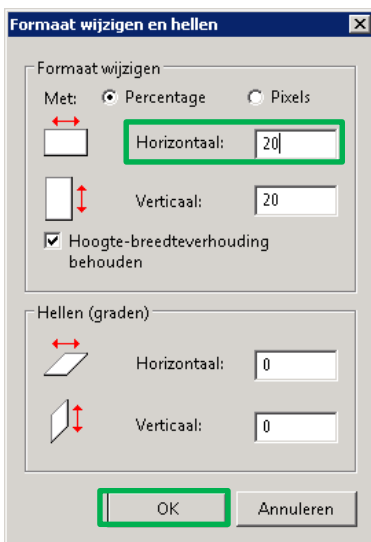 Formaat wijzigen en hellen
Formaat wijzigen
Met: Percentage Pixels
Horizontaal: 20
Verticaal: 20
Hoogte-breedteverhouding
behouden
Hellen (graden)
Horizontaal: 0
Verticaal: 0
OK Annuleren